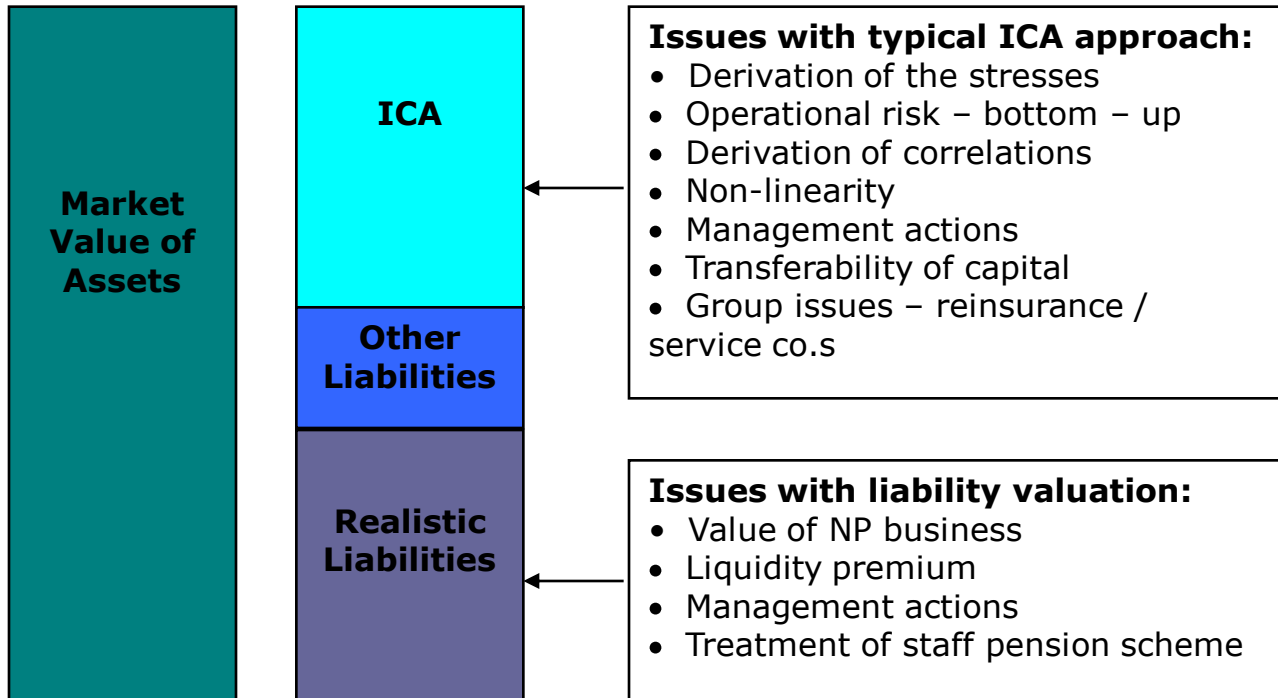 Market
Value of
Assets
ICA
Other
Liabilities
Realistic
Liabilities
Issues with typical ICA approach:
• Derivation of the stresses
• Operational risk – bottom – up
• Derivation of correlations
• Non-linearity
• Management actions
• Transferability of capital
• Group issues – reinsurance /
service co.s
Issues with liability valuation:
• Value of NP business
• Liquidity premium
• Management actions
• Treatment of staff pension scheme